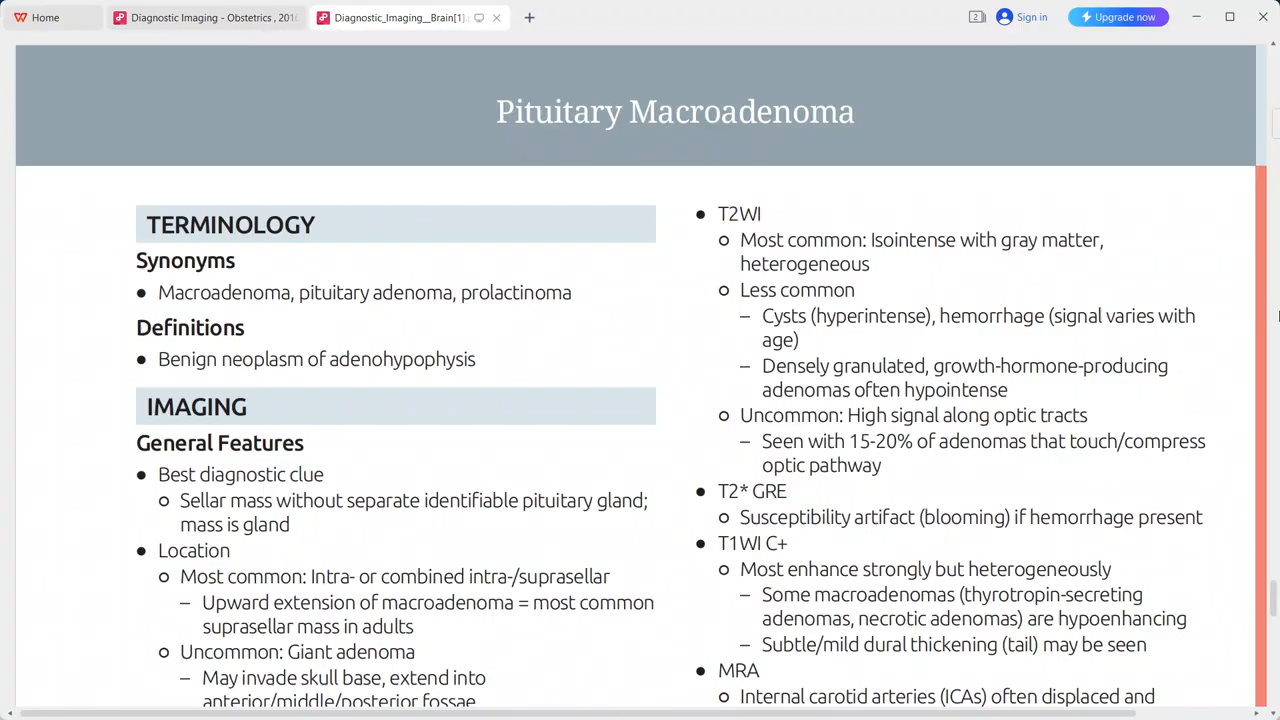 Home
Diagnostic Imaging - Obstetrics , 201
Diagnostic_Imaging__Brain[1].
2
Sign in
Upgrade now
Pituitary Macroadenoma
TERMINOLOGY
Synonyms
● Macroadenoma, pituitary adenoma, prolactinoma
Definitions
● Benign neoplasm of adenohypophysis
IMAGING
General Features
● Best diagnostic clue
○ Sellar mass without separate identifiable pituitary gland;
mass is gland
● Location
○ Most common: Intra- or combined intra-/suprasellar
– Upward extension of macroadenoma = most common
suprasellar mass in adults
○ Uncommon: Giant adenoma
– May invade skull base, extend into
anterior/middle/posterior fossae
● T2WI
○ Most common: Isointense with gray matter,
heterogeneous
○ Less common
– Cysts (hyperintense), hemorrhage (signal varies with
age)
– Densely granulated, growth-hormone-producing
adenomas often hypointense
○ Uncommon: High signal along optic tracts
– Seen with 15-20% of adenomas that touch/compress
optic pathway
● T2* GRE
○ Susceptibility artifact (blooming) if hemorrhage present
● T1WI C+
○ Most enhance strongly but heterogeneously
– Some macroadenomas (thyrotropin-secreting
adenomas, necrotic adenomas) are hypoenhancing
– Subtle/mild dural thickening (tail) may be seen
● MRA
○ Internal carotid arteries (ICAs) often displaced and